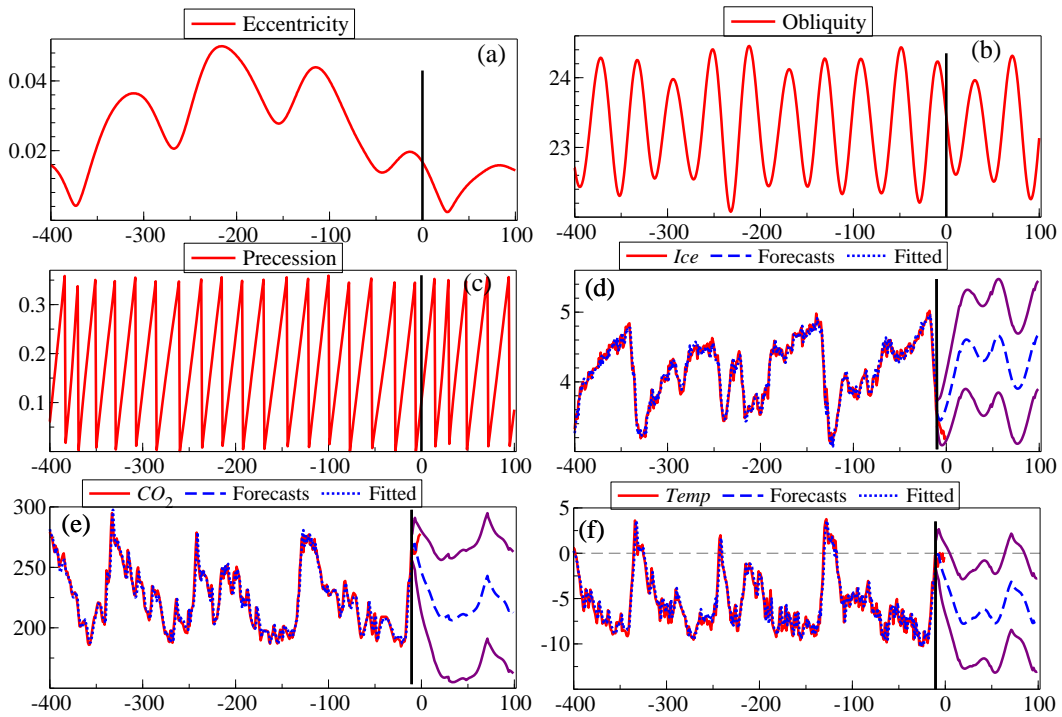 Eccentricity
(a)
0.04
0.02
-400 -300 -200 -100 0 100
Obliquity
(b)
24
23
-400 -300 -200 -100 0 100
Precession
(c)
0.3
0.2
0.1
-400 -300 -200 -100 0 100
Ice Forecasts Fitted
(d)
5
4
-400 -300 -200 -100 0 100
CO2 Forecasts Fitted
(e)
300
250
200
-400 -300 -200 -100 0 100
Temp Forecasts Fitted
(f)
5
0
-5
-10
-400 -300 -200 -100 0 100